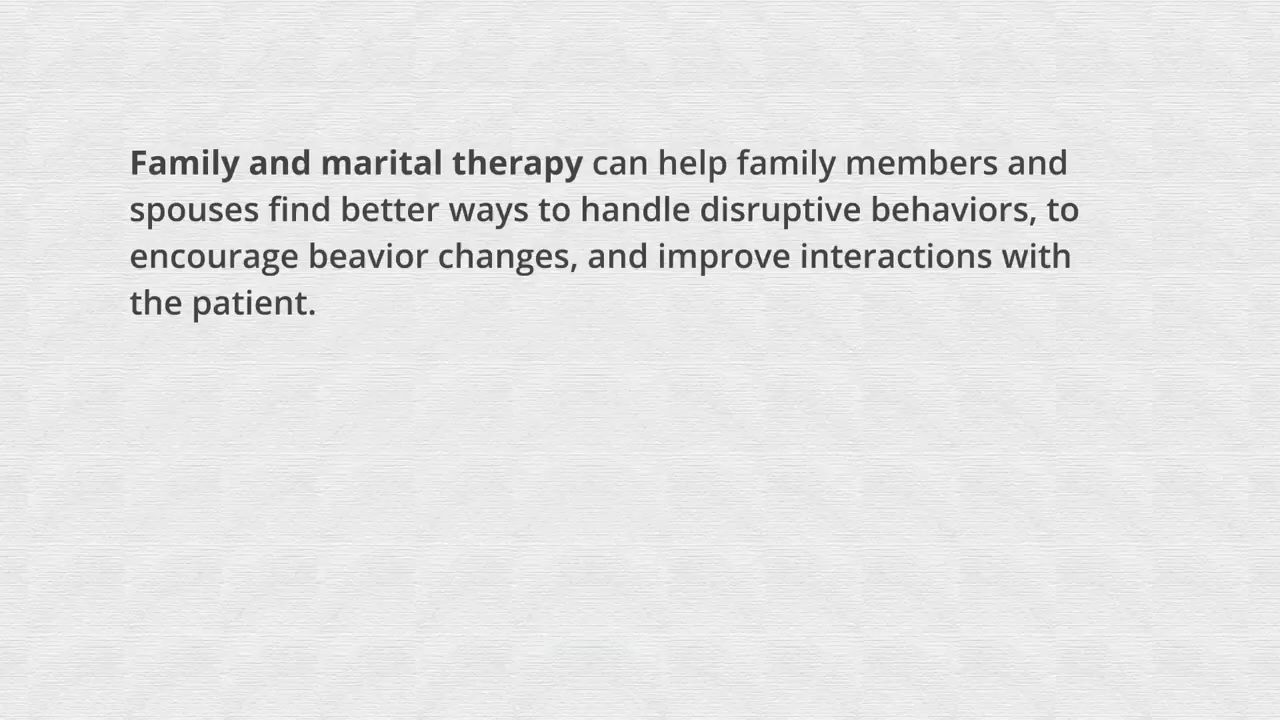 Family and marital therapy can help family members and
spouses find better ways to handle disruptive behaviors, to
encourage beavior changes, and improve interactions with
the patient.